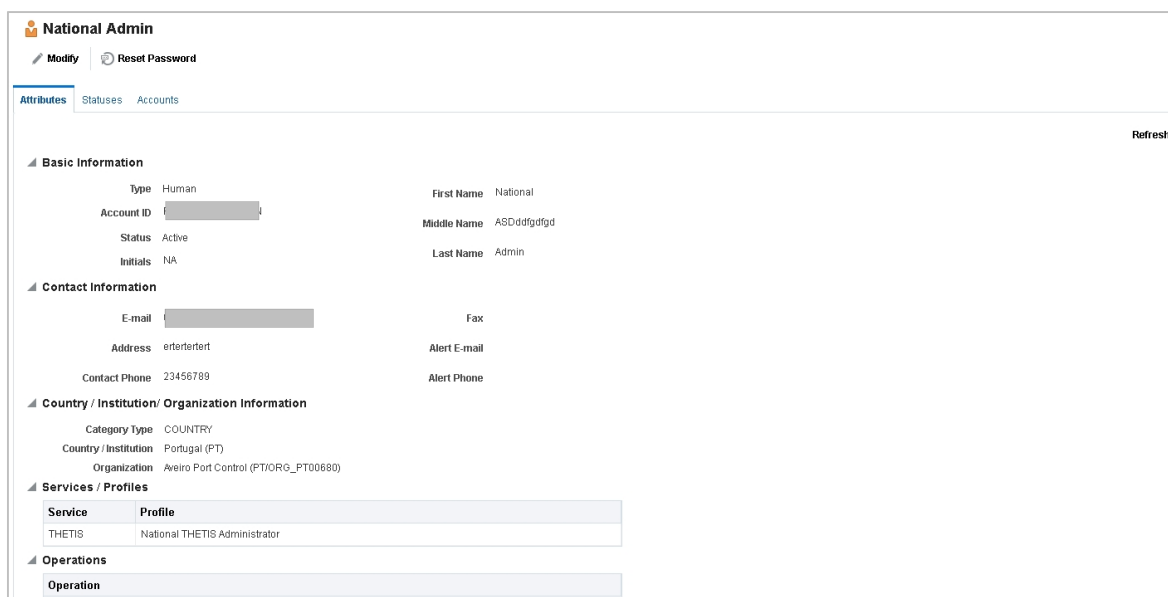 National Admin
Modify Reset Password
Attributes Statuses Accounts
Refresh
Basic Information
Type Human
Account ID
Status Active
Initials NA
First Name National
Middle Name ASDdfgdfgd
Last Name Admin
Contact Information
E-mail
Address ertertertert
Contact Phone 23456789
Fax
Alert E-mail
Alert Phone
Country / Institution/ Organization Information
Category Type COUNTRY
Country / Institution Portugal (PT)
Organization Aveiro Port Control (PT/ORG_PT00680)
Services / Profiles
Service Profile
THETIS National THETIS Administrator
Operations
Operation